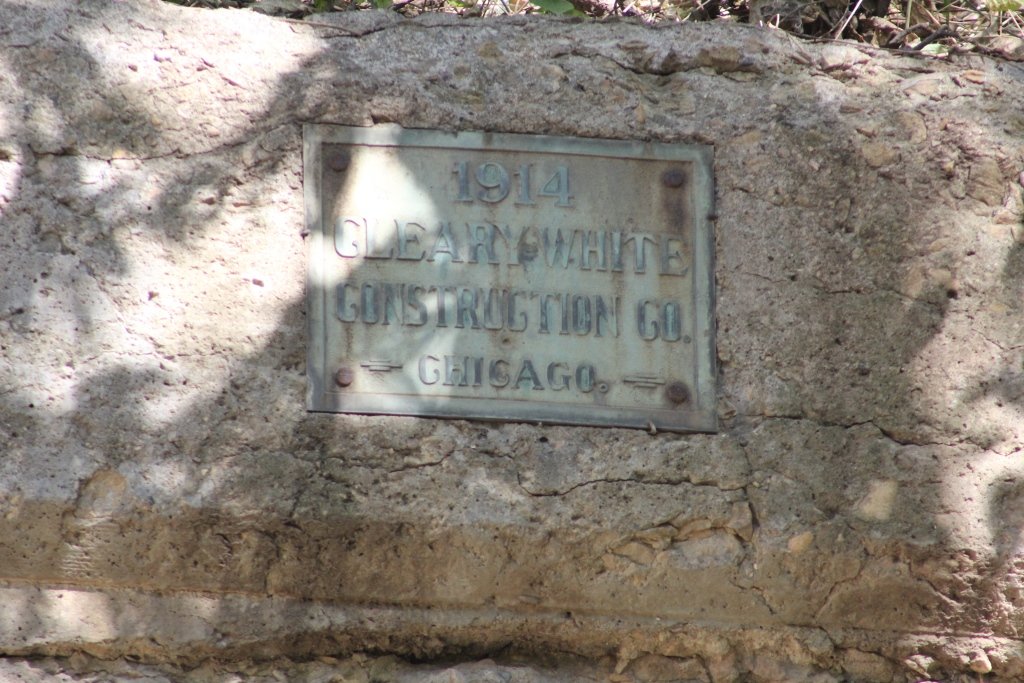 1914
CLEARY-WHITE
CONSTRUCTION CO.
CHICAGO.